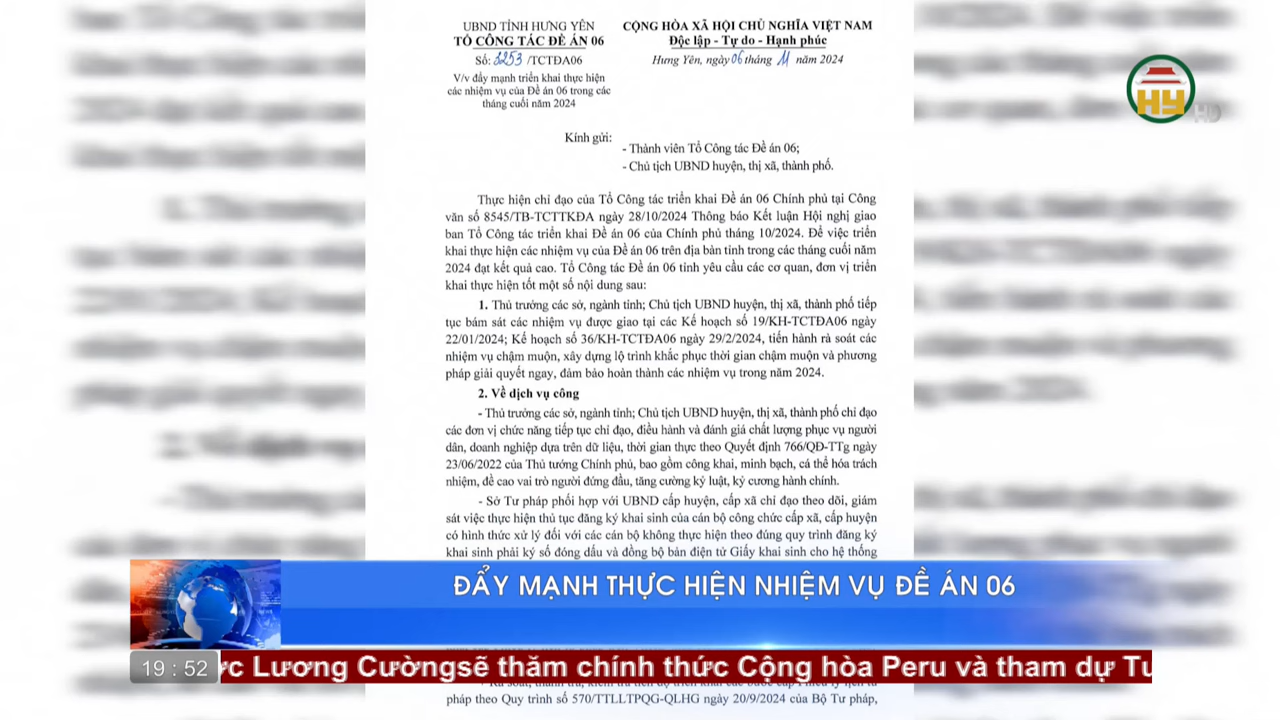 UBND TỈNH HƯNG YÊN
TỔ CÔNG TÁC ĐỀ ÁN 06
Số: 3253 /TCTĐA06
V/v đẩy mạnh triển khai thực hiện
các nhiệm vụ của Đề án 06 trong các
tháng cuối năm 2024
CỘNG HÒA XÃ HỘI CHỦ NGHĨA VIỆT NAM
Độc lập - Tự do - Hạnh phúc
Hưng Yên, ngày 06 tháng 11 năm 2024
HY
HD
Kính gửi:
- Thành viên Tổ Công tác Đề án 06;
- Chủ tịch UBND huyện, thị xã, thành phố.
Thực hiện chỉ đạo của Tổ Công tác triển khai Đề án 06 Chính phủ tại Công
văn số 8545/TB-TCTTKĐA ngày 28/10/2024 Thông báo Kết luận Hội nghị giao
ban Tổ Công tác triển khai Đề án 06 của Chính phủ tháng 10/2024. Để việc triển
khai thực hiện các nhiệm vụ của Đề án 06 trên địa bàn tỉnh trong các tháng cuối năm
2024 đạt kết quả cao. Tổ Công tác Đề án 06 tỉnh yêu cầu các cơ quan, đơn vị triển
khai thực hiện tốt một số nội dung sau:
1. Thủ trưởng các sở, ngành tỉnh; Chủ tịch UBND huyện, thị xã, thành phố tiếp
tục bám sát các nhiệm vụ được giao tại các Kế hoạch số 19/KH-TCTĐA06 ngày
22/01/2024; Kế hoạch số 36/KH-TCTĐA06 ngày 29/2/2024, tiến hành rà soát các
nhiệm vụ chậm muộn, xây dựng lộ trình khắc phục thời gian chậm muộn và phương
pháp giải quyết ngay, đảm bảo hoàn thành các nhiệm vụ trong năm 2024.
2. Về dịch vụ công
- Thủ trưởng các sở, ngành tỉnh; Chủ tịch UBND huyện, thị xã, thành phố chỉ đạo
các đơn vị chức năng tiếp tục chỉ đạo, điều hành và đánh giá chất lượng phục vụ người
dân, doanh nghiệp dựa trên dữ liệu, thời gian thực theo Quyết định 766/QĐ-TTg ngày
23/06/2022 của Thủ tướng Chính phủ, bao gồm công khai, minh bạch, cá thể hóa trách
nhiệm, đề cao vai trò người đứng đầu, tăng cường kỷ luật, kỷ cương hành chính.
- Sở Tư pháp phối hợp với UBND cấp huyện, cấp xã chỉ đạo theo dõi, giám
sát việc thực hiện thủ tục đăng ký khai sinh của cán bộ công chức cấp xã, cấp huyện
có hình thức xử lý đối với các cán bộ không thực hiện theo đúng quy trình đăng ký
khai sinh phải ký số đóng dấu và đồng bộ bản điện tử Giấy khai sinh cho hệ thống
ĐẨY MẠNH THỰC HIỆN NHIỆM VỤ ĐỀ ÁN 06
19 : 52
ớc Lương Cườngsẽ thăm chính thức Cộng hòa Peru và tham dự Tu
pháp theo Quy trình số 570/TTLLTPQG-QLHG ngày 20/9/2024 của Bộ Tư pháp,